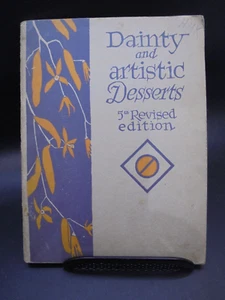 Dainty
and
artistic
Desserts
5th Revised
edition